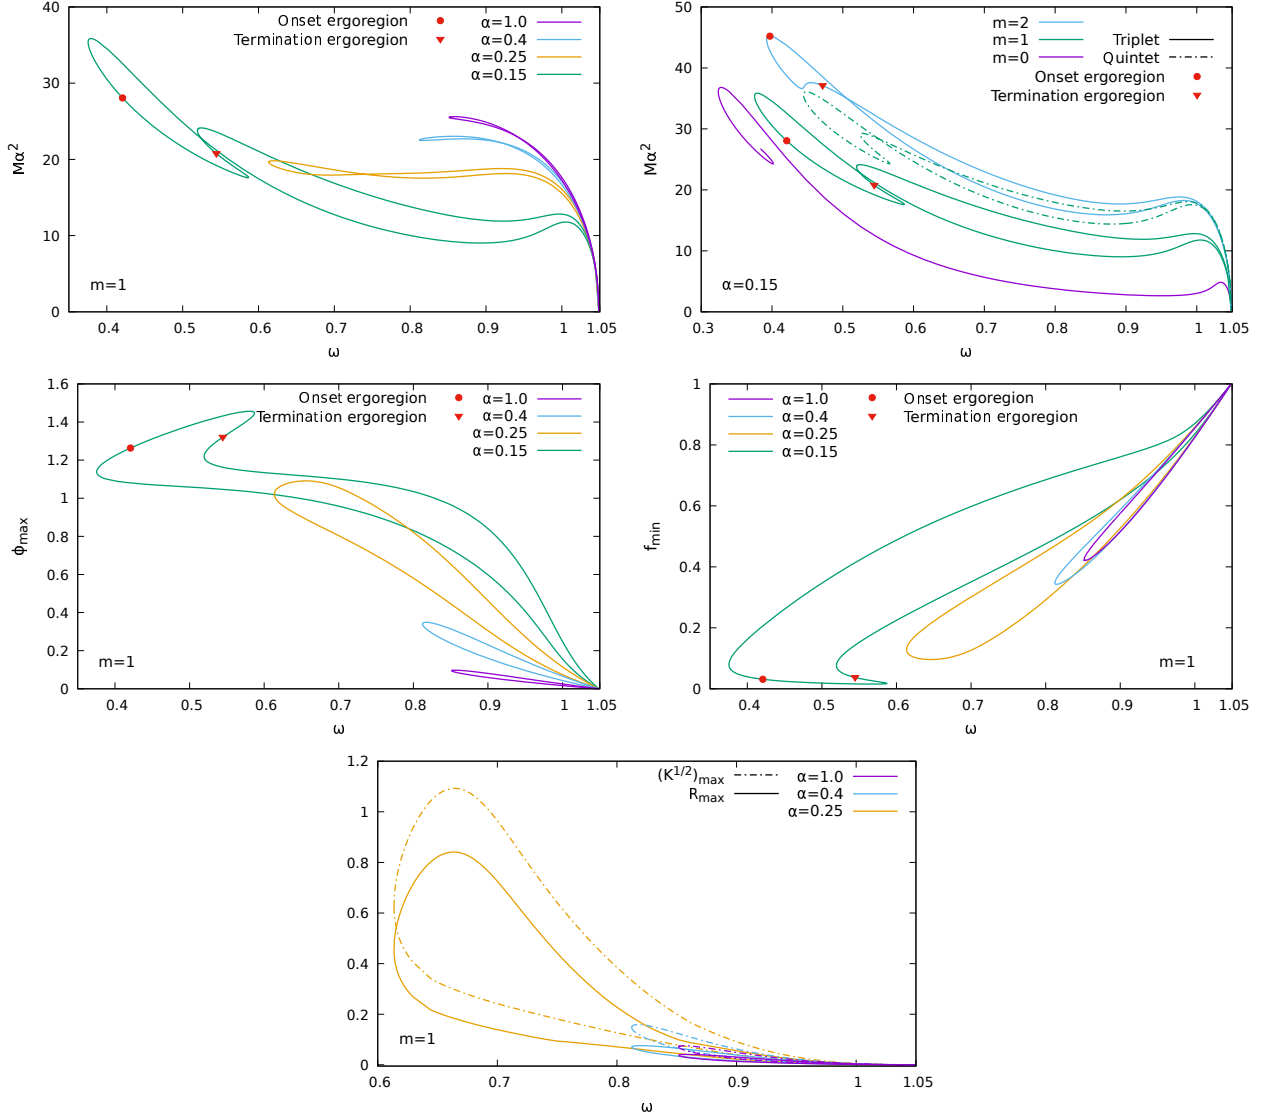 Onset ergoregion
Termination ergoregion
α=1.0
α=0.4
α=0.25
α=0.15
Mα²
40
30
20
10
0
m=1
0.4 0.5 0.6 0.7 0.8 0.9 1 1.05
ω
m=2
m=1
m=0
Triplet
Quintet
Onset ergoregion
Termination ergoregion
Mα²
50
40
30
20
10
0
α=0.15
0.3 0.4 0.5 0.6 0.7 0.8 0.9 1 1.05
ω
Onset ergoregion
Termination ergoregion
α=1.0
α=0.4
α=0.25
α=0.15
ϕmax
1.6
1.4
1.2
1
0.8
0.6
0.4
0.2
0
m=1
0.4 0.5 0.6 0.7 0.8 0.9 1 1.05
ω
α=1.0
α=0.4
α=0.25
α=0.15
Onset ergoregion
Termination ergoregion
fmin
1
0.8
0.6
0.4
0.2
0
m=1
0.4 0.5 0.6 0.7 0.8 0.9 1 1.05
ω
(K^1/2)max
Rmax
α=1.0
α=0.4
α=0.25
1.2
1
0.8
0.6
0.4
0.2
0
m=1
0.6 0.7 0.8 0.9 1 1.05
ω